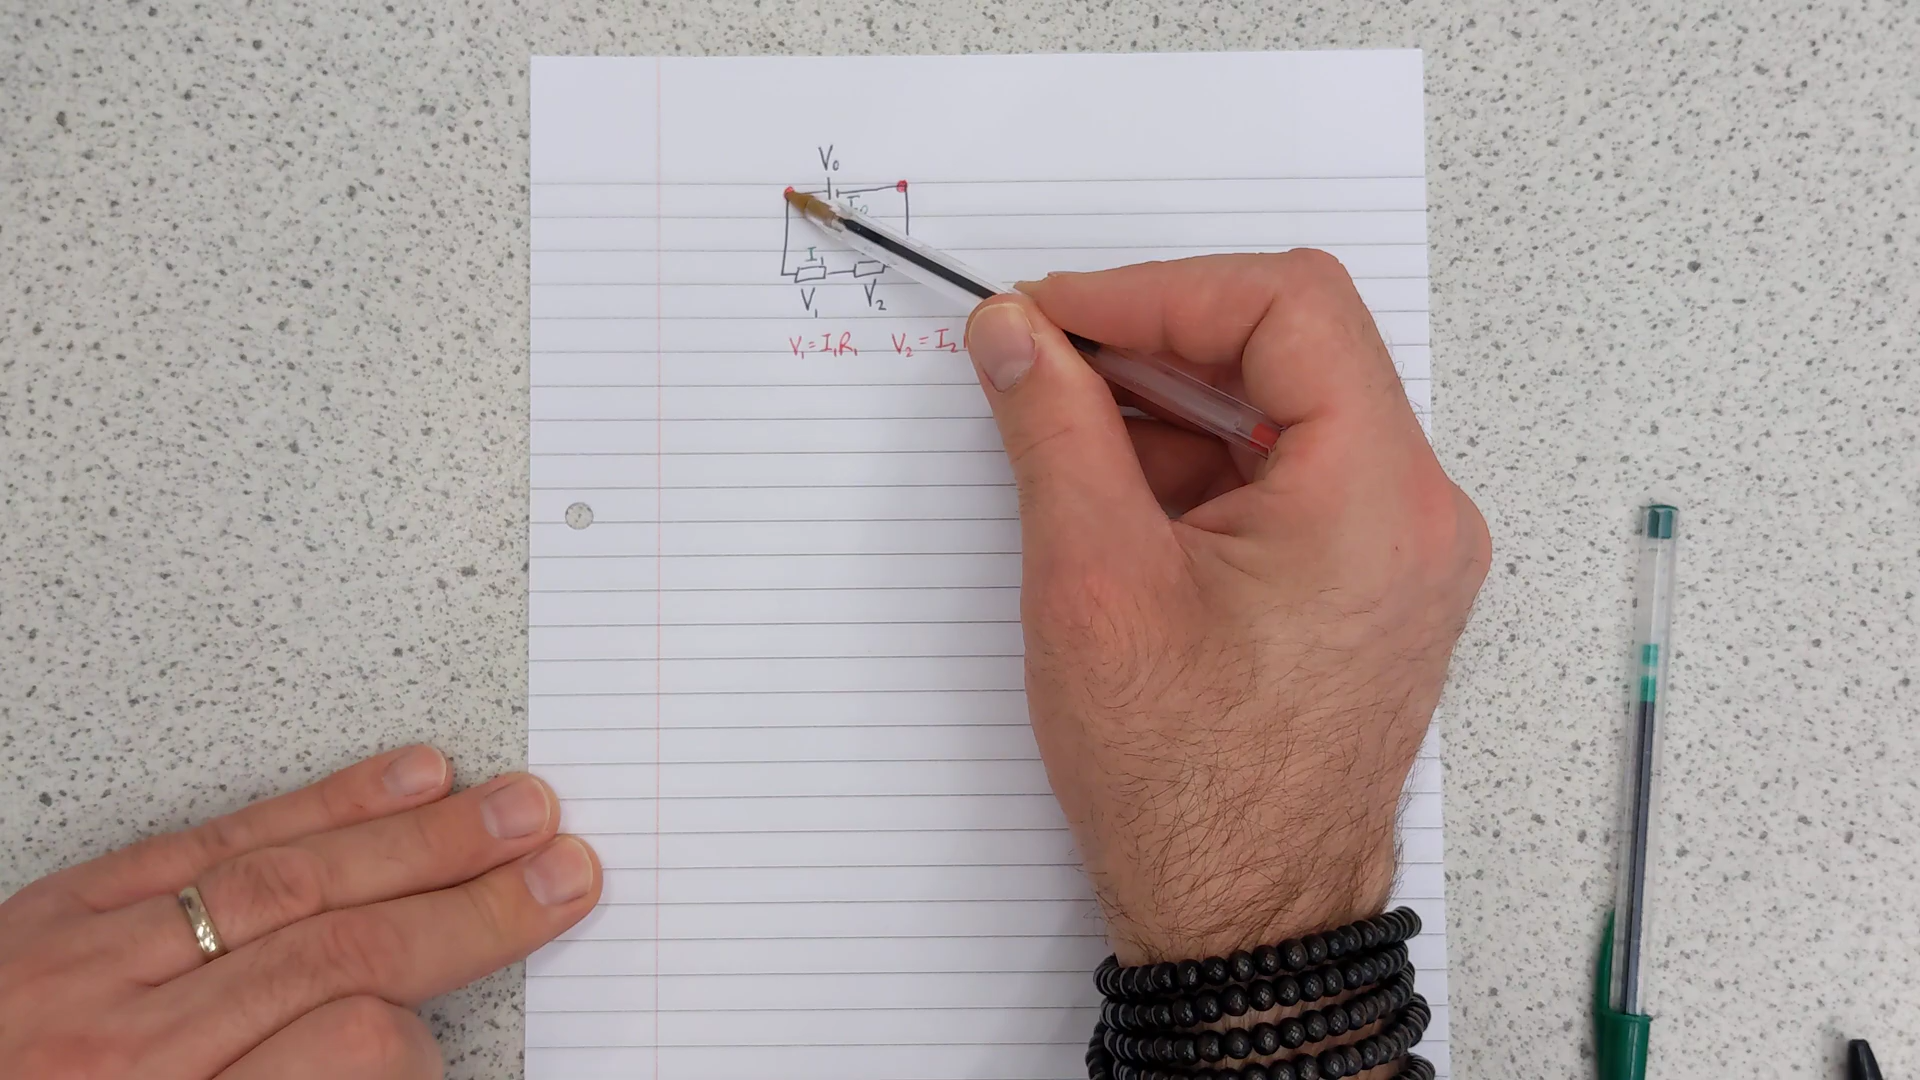 V₀
I₀
I₁
V₁ V₂
V₁ = I₁R₁ V₂ = I₂